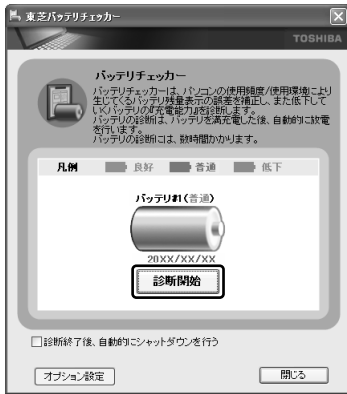 東芝バッテリチェッカー
TOSHIBA
バッテリチェッカー
バッテリチェッカーは、パソコンの使用頻度/使用環境により
生じてくるバッテリ残量表示の誤差を補正し、また低下して
いくバッテリの『充電能力』を診断します。
バッテリの診断は、バッテリを満充電した後、自動的に放電
を行います。
バッテリの診断には、数時間かかります。
凡例 良好 普通 低下
バッテリ#1(普通)
20XX/XX/XX
診断開始
診断終了後、自動的にシャットダウンを行う
オプション設定 閉じる